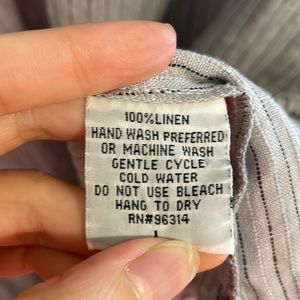 100%LINEN
HAND WASH PREFERRED
OR MACHINE WASH
GENTLE CYCLE
COLD WATER
DO NOT USE BLEACH
HANG TO DRY
RN#96314
L